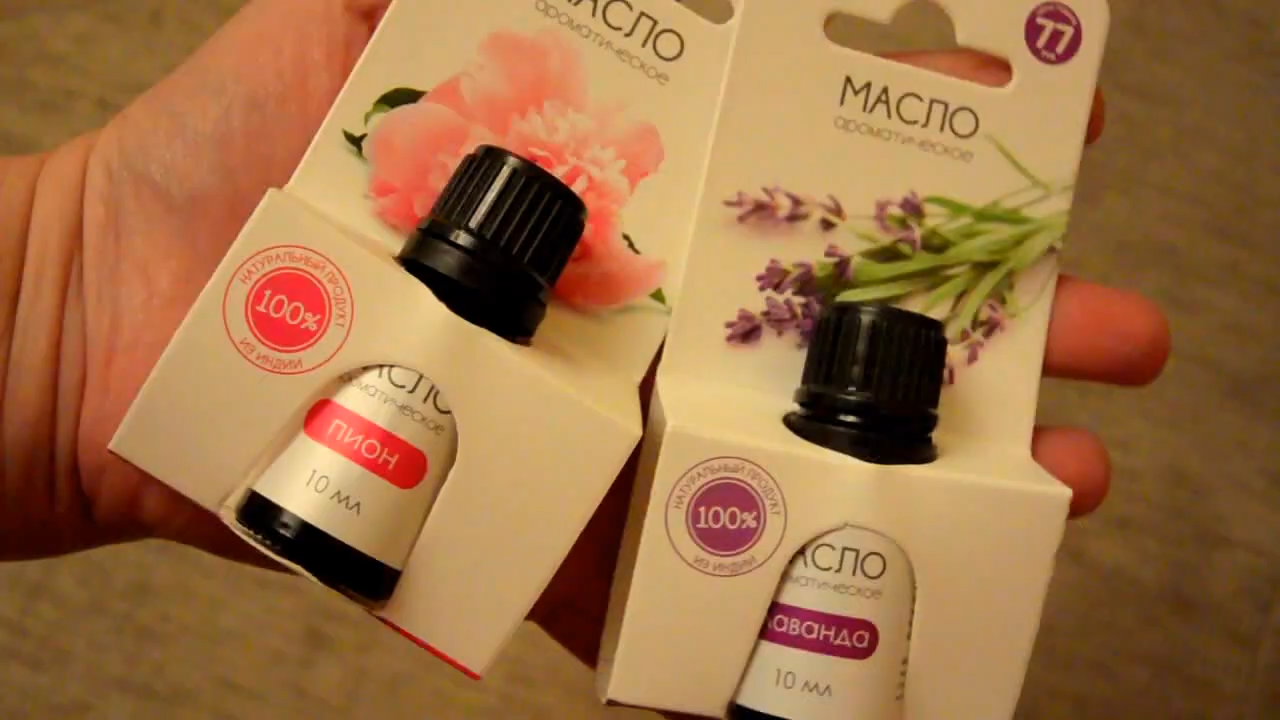 МАСЛО
ароматическое
НАТУРАЛЬНЫЙ ПРОДУКТ
100%
ИЗ ИНДИИ
МАСЛО
ароматическое
ПИОН
10 мл
77
МАСЛО
ароматическое
НАТУРАЛЬНЫЙ ПРОДУКТ
100%
ИЗ ИНДИИ
МАСЛО
ароматическое
лаванда
10 мл